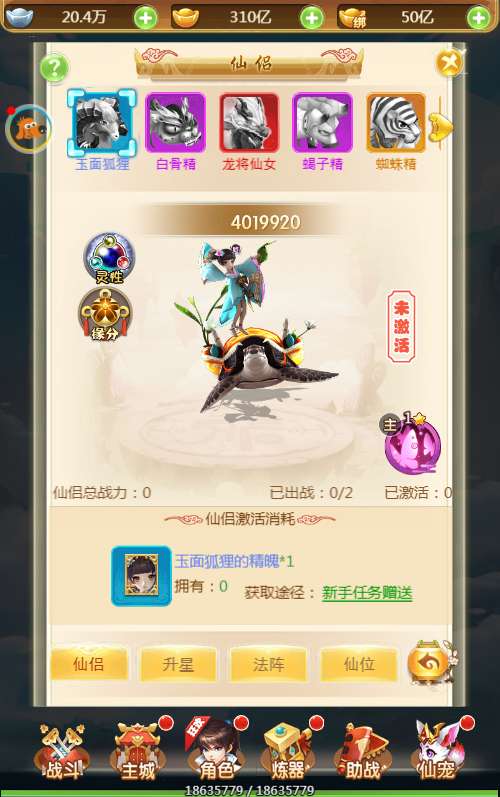 20.4万 310亿 绑 50亿
? 仙侣
玉面狐狸 白骨精 龙将仙女 蝎子精 蜘蛛精
4019920
灵性
缘分
未激活
主 1
仙侣总战力：0 已出战：0/2 已激活：0
仙侣激活消耗
玉面狐狸的精魄*1
拥有：0 获取途径： 新手任务赠送
仙侣 升星 法阵 仙位
战斗 主城 角色 炼器 助战 仙宠
18635779 / 18635779